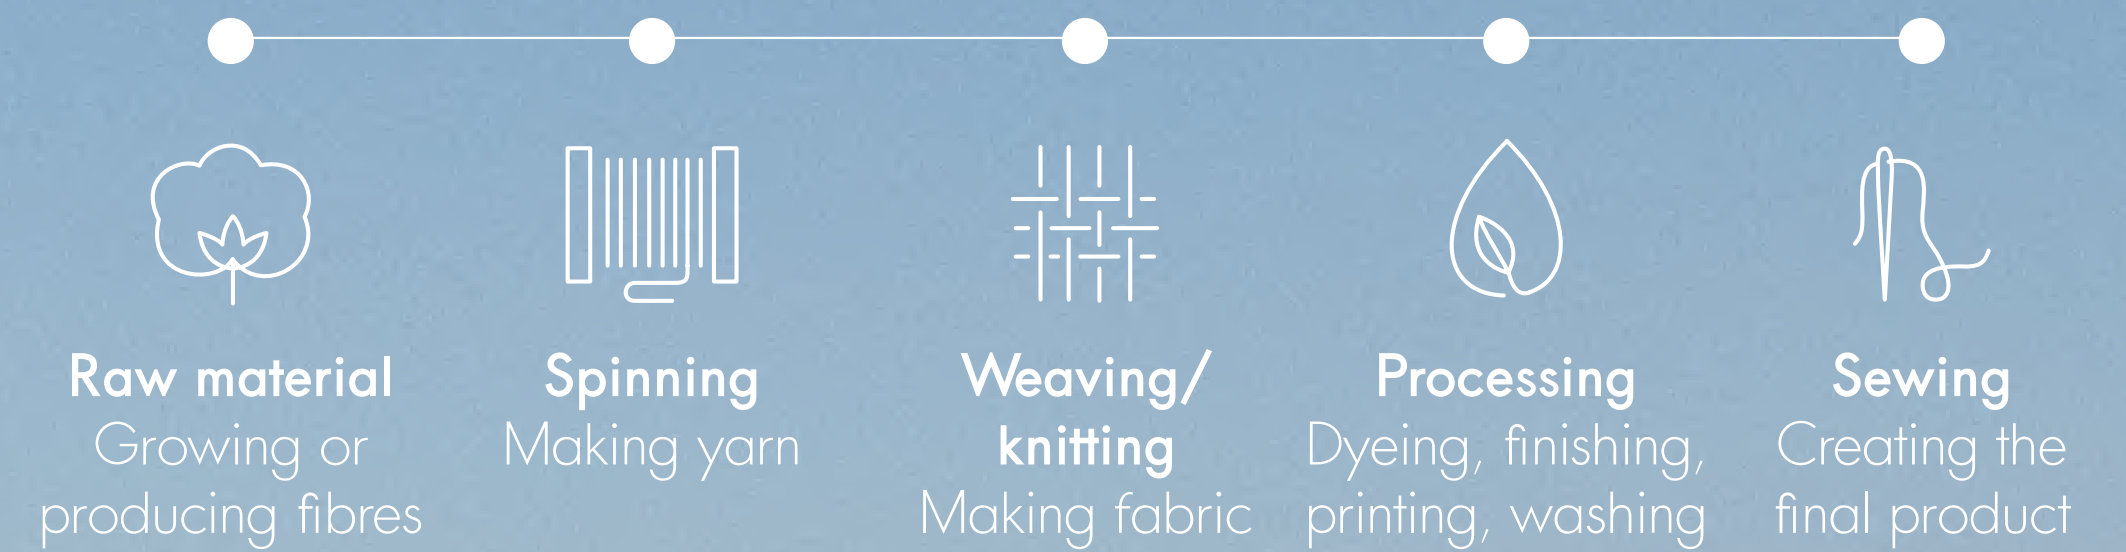 Raw material
Growing or
producing fibres
Spinning
Making yarn
Weaving/
knitting
Making fabric
Processing
Dyeing, finishing,
printing, washing
Sewing
Creating the
final product